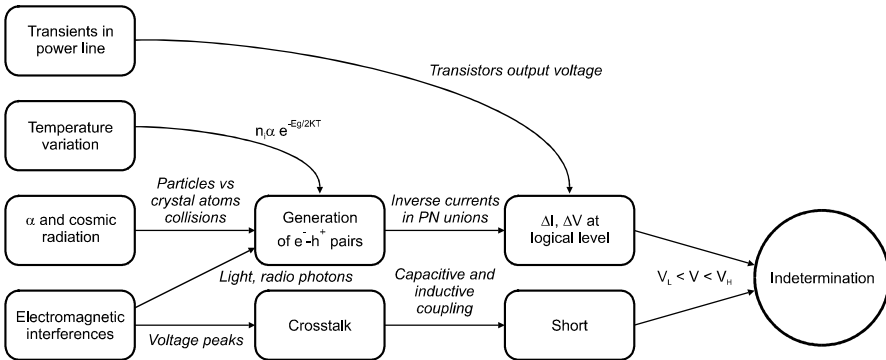 Transients in
power line
Transistors output voltage
Temperature
variation
nᵢα e^-Eg/2KT
Particles vs
crystal atoms
collisions
α and cosmic
radiation
Generation
of e⁻-h⁺ pairs
Inverse currents
in PN unions
ΔI, ΔV at
logical level
Light, radio photons
Electromagnetic
interferences
Voltage peaks
Crosstalk
Capacitive and
inductive
coupling
Short
V_L < V < V_H
Indetermination